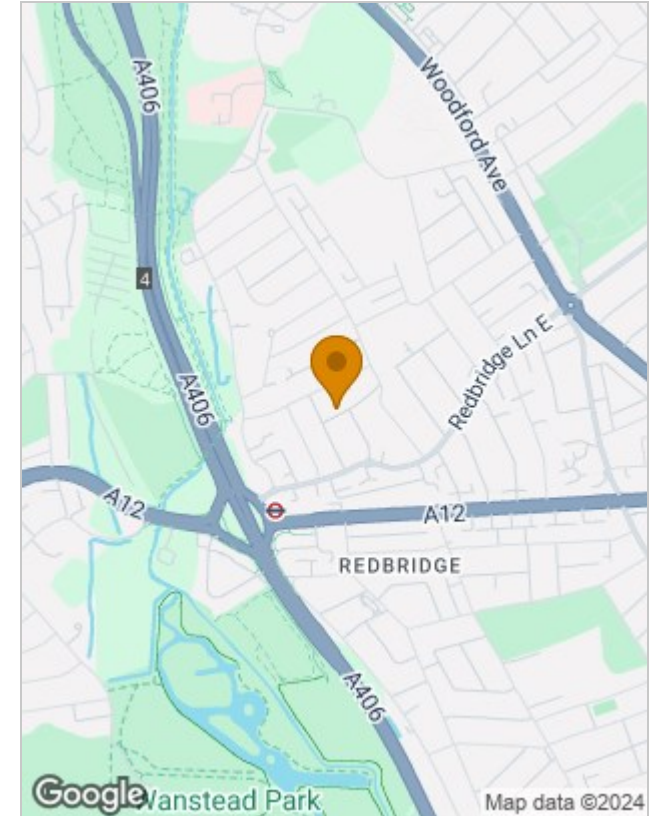 A406
Woodford Ave
4
Redbridge Ln E
A406
A12
A12
REDBRIDGE
A406
Google
Wanstead Park
Map data ©2024